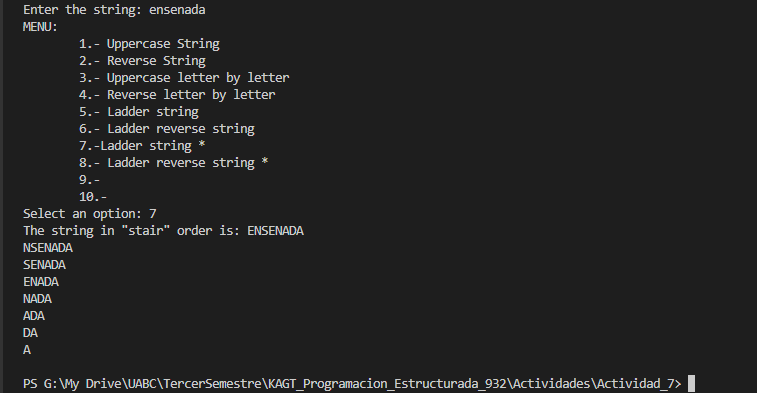 Enter the string: ensenada
MENU:
1.- Uppercase String
2.- Reverse String
3.- Uppercase letter by letter
4.- Reverse letter by letter
5.- Ladder string
6.- Ladder reverse string
7.-Ladder string *
8.- Ladder reverse string *
9.-
10.-
Select an option: 7
The string in "stair" order is: ENSENADA
NSENADA
SENADA
ENADA
NADA
ADA
DA
A
PS G:\My Drive\UABC\TercerSemestre\KAGT_Programacion_Estructurada_932\Actividades\Actividad_7>